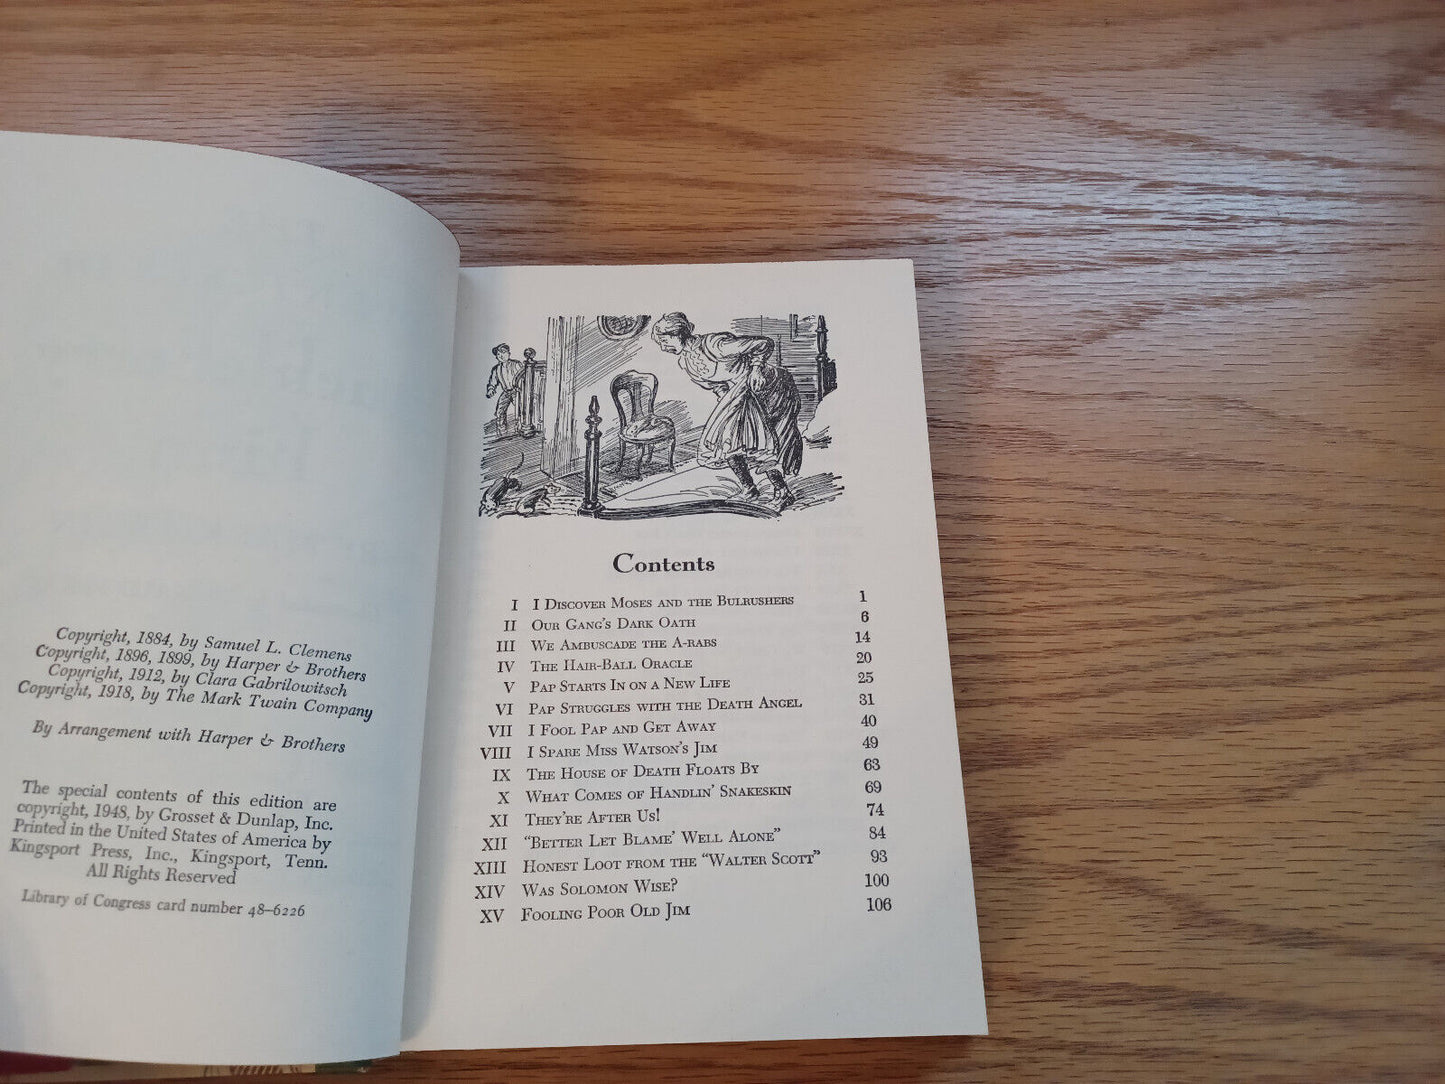 Copyright, 1884, by Samuel L. Clemens
Copyright, 1896, 1899, by Harper & Brothers
Copyright, 1912, by Clara Gabrilowitsch
Copyright, 1918, by The Mark Twain Company
By Arrangement with Harper & Brothers
The special contents of this edition are
copyright, 1948, by Grosset & Dunlap, Inc.
Printed in the United States of America by
Kingsport Press, Inc., Kingsport, Tenn.
All Rights Reserved
Library of Congress card number 48–6226
Contents
I I Discover Moses and the Bulrushers 1
II Our Gang's Dark Oath 6
III We Ambuscade the A-rabs 14
IV The Hair-Ball Oracle 20
V Pap Starts In on a New Life 25
VI Pap Struggles with the Death Angel 31
VII I Fool Pap and Get Away 40
VIII I Spare Miss Watson's Jim 49
IX The House of Death Floats By 63
X What Comes of Handlin' Snakeskin 69
XI They're After Us! 74
XII "Better Let Blame' Well Alone" 84
XIII Honest Loot from the "Walter Scott" 93
XIV Was Solomon Wise? 100
XV Fooling Poor Old Jim 106